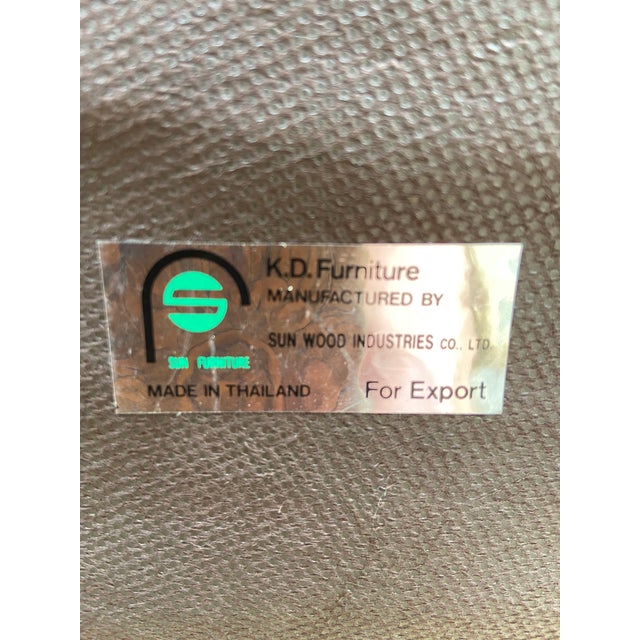 K.D. Furniture
MANUFACTURED BY
SUN WOOD INDUSTRIES CO., LTD.
S
SUN FURNITURE
MADE IN THAILAND
For Export